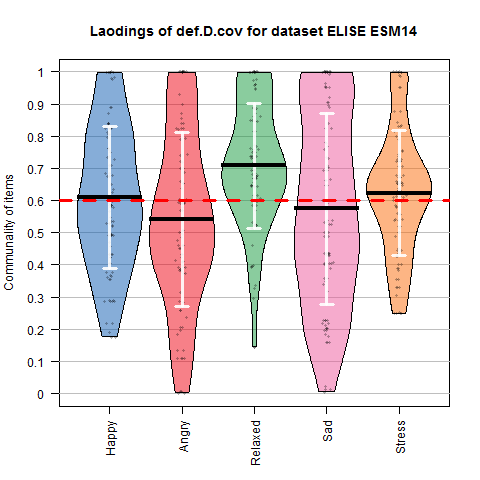 Laodings of def.D.cov for dataset ELISE ESM14
Communality of items
1
0.9
0.8
0.7
0.6
0.5
0.4
0.3
0.2
0.1
0
Happy
Angry
Relaxed
Sad
Stress